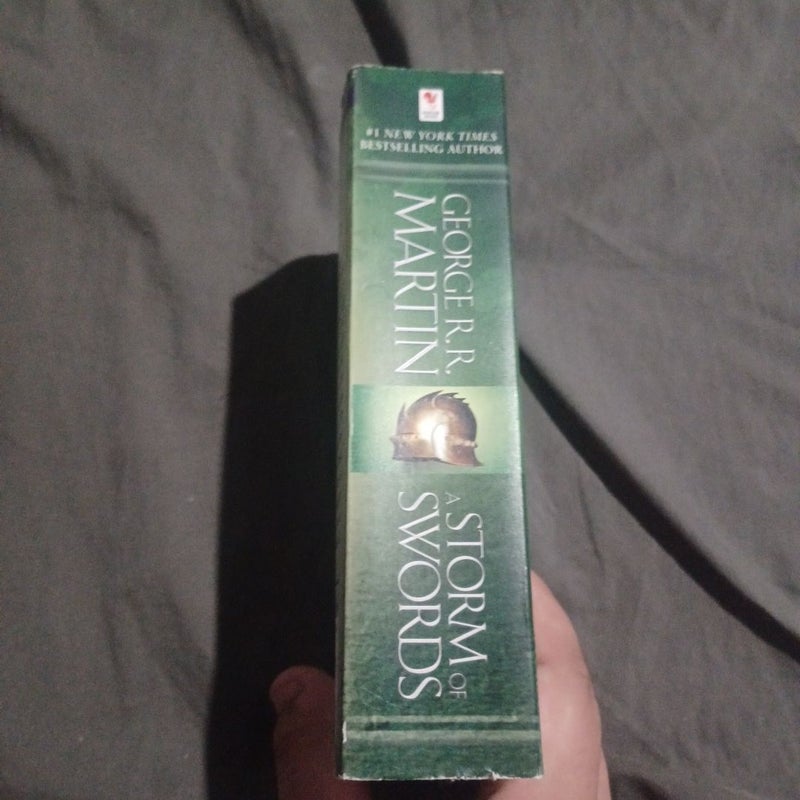 #1 NEW YORK TIMES
BESTSELLING AUTHOR
GEORGE R.R.
MARTIN
A STORM OF
SWORDS